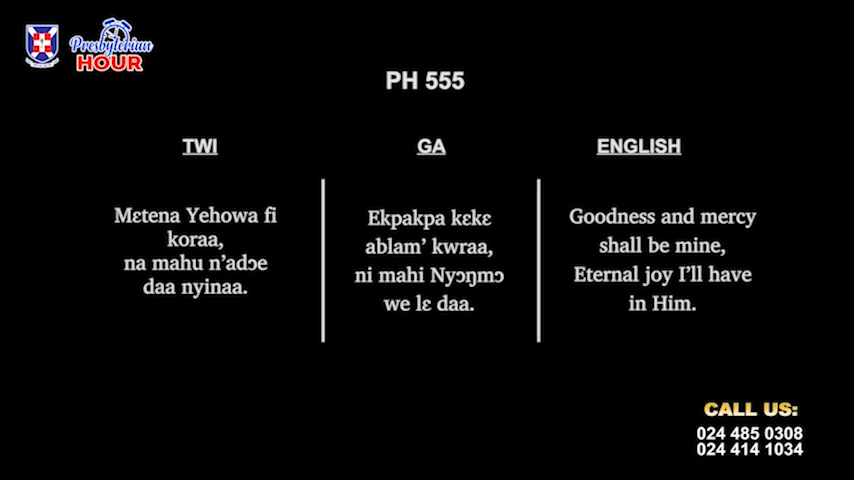 Presbyterian
HOUR
PH 555
TWI
Mɛtena Yehowa fi
koraa,
na mahu n'adɔe
daa nyinaa.
GA
Ekpakpa kɛkɛ
ablam' kwraa,
ni mahi Nyɔŋmɔ
we lɛ daa.
ENGLISH
Goodness and mercy
shall be mine,
Eternal joy I'll have
in Him.
CALL US:
024 485 0308
024 414 1034